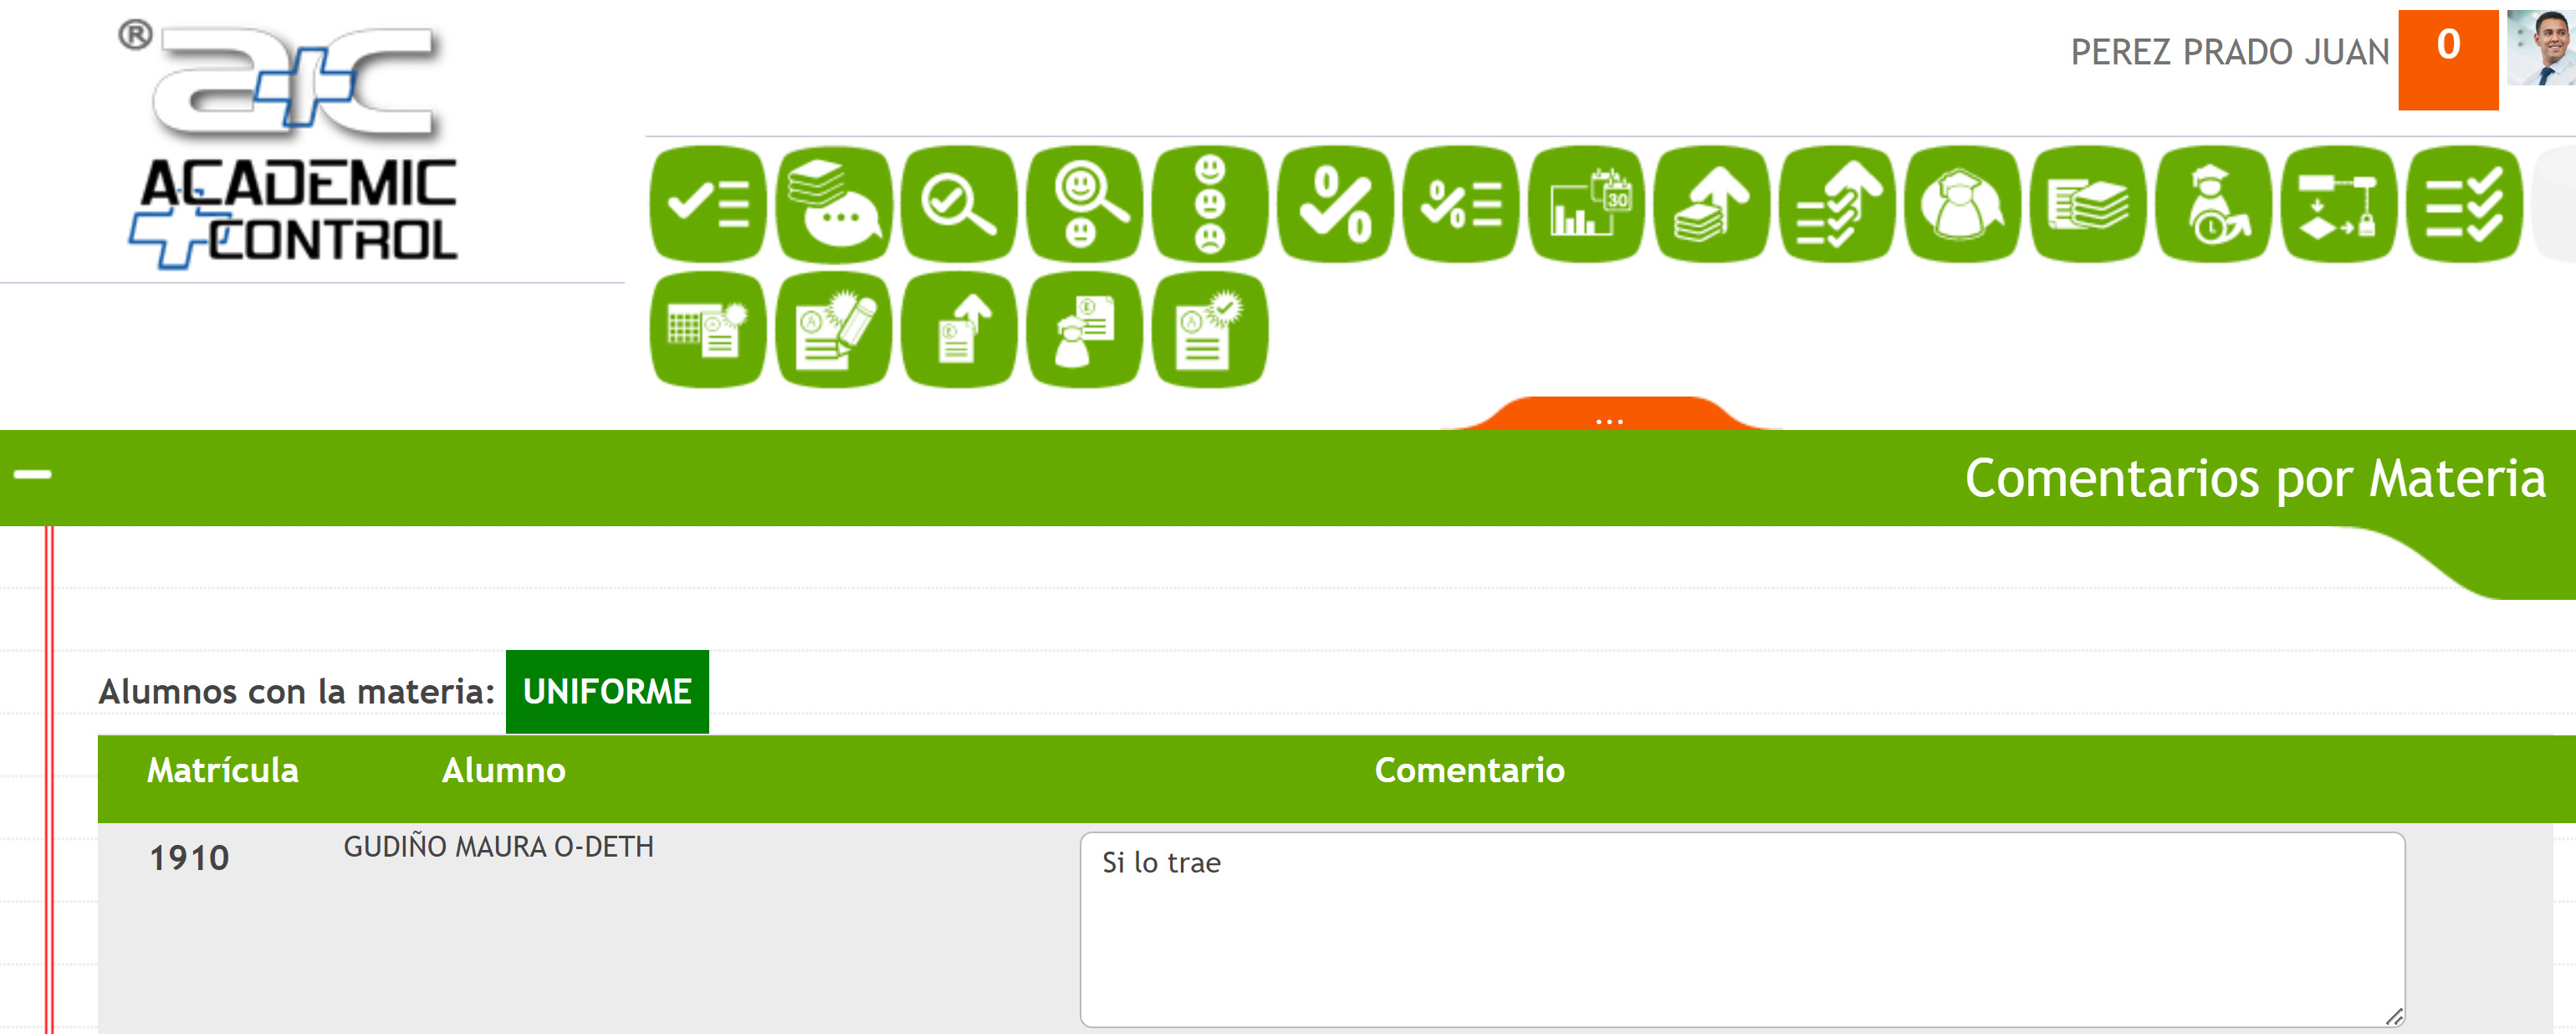 ®
a+c
ACADEMIC
+CONTROL
PEREZ PRADO JUAN
0
30
...
Comentarios por Materia
Alumnos con la materia: UNIFORME
Matrícula Alumno Comentario
1910 GUDIÑO MAURA O-DETH Si lo trae